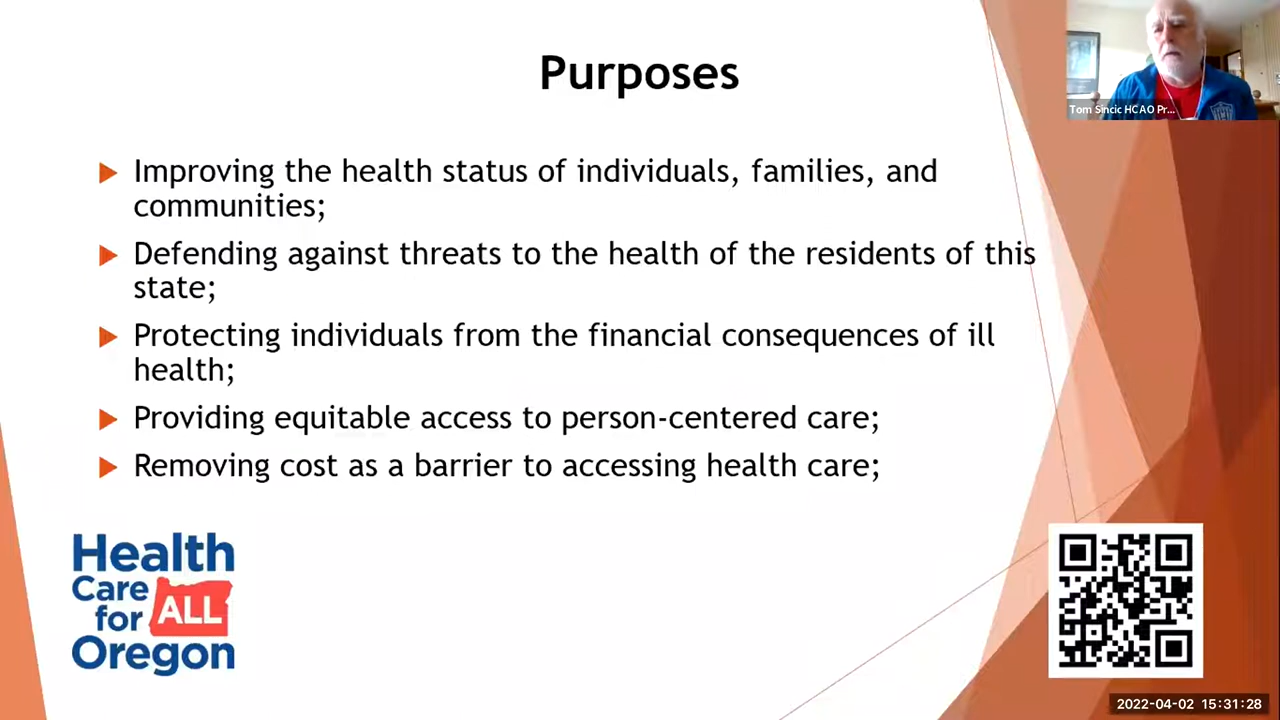 Purposes
Tom Sincic HCAO Pr...
Improving the health status of individuals, families, and
communities;
Defending against threats to the health of the residents of this
state;
Protecting individuals from the financial consequences of ill
health;
Providing equitable access to person-centered care;
Removing cost as a barrier to accessing health care;
Health
Care
for ALL
Oregon
2022-04-02 15:31:28